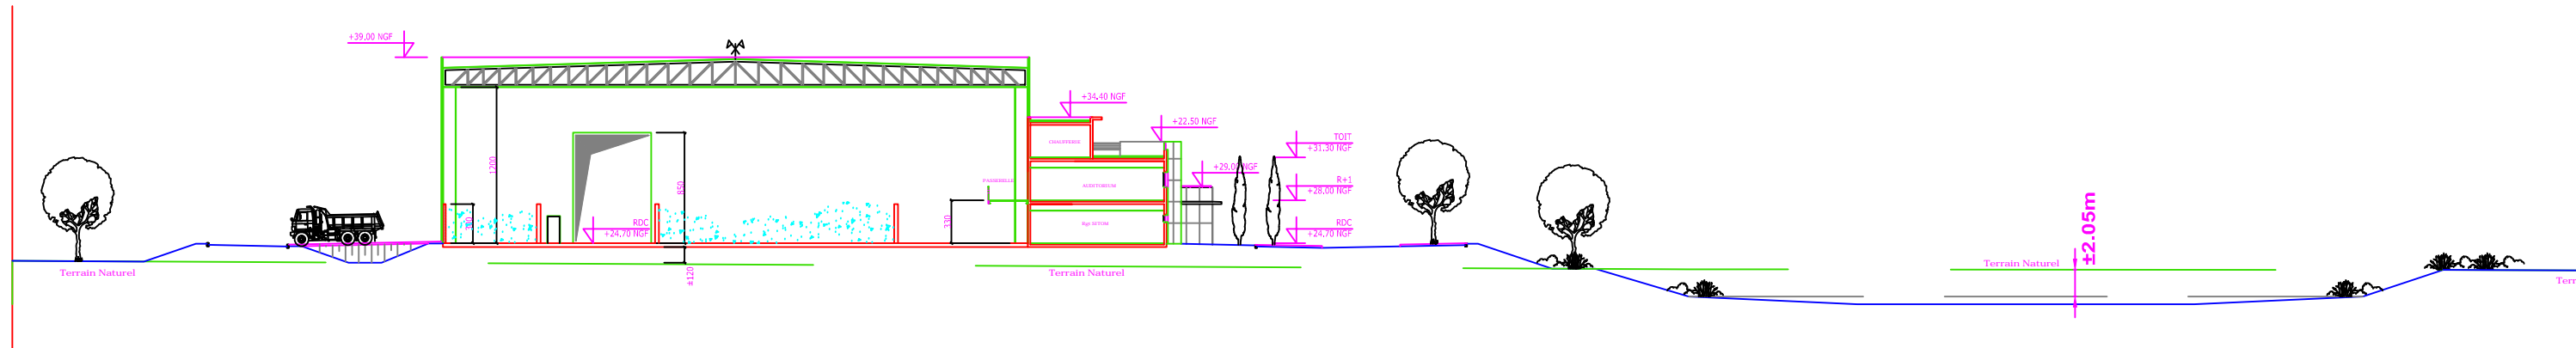 +39.00 NGF
+34.40 NGF
+22.50 NGF
TOIT
+31.30 NGF
CHAUFFERIE
1200
850
+29.00 NGF
PASSERELLE
AUDITORIUM
R+1
+28.00 NGF
300
RDC
+24.70 NGF
330
RDC
+24.70 NGF
±2.05m
Terrain Naturel
±120
Terrain Naturel
Terrain Naturel
Terr